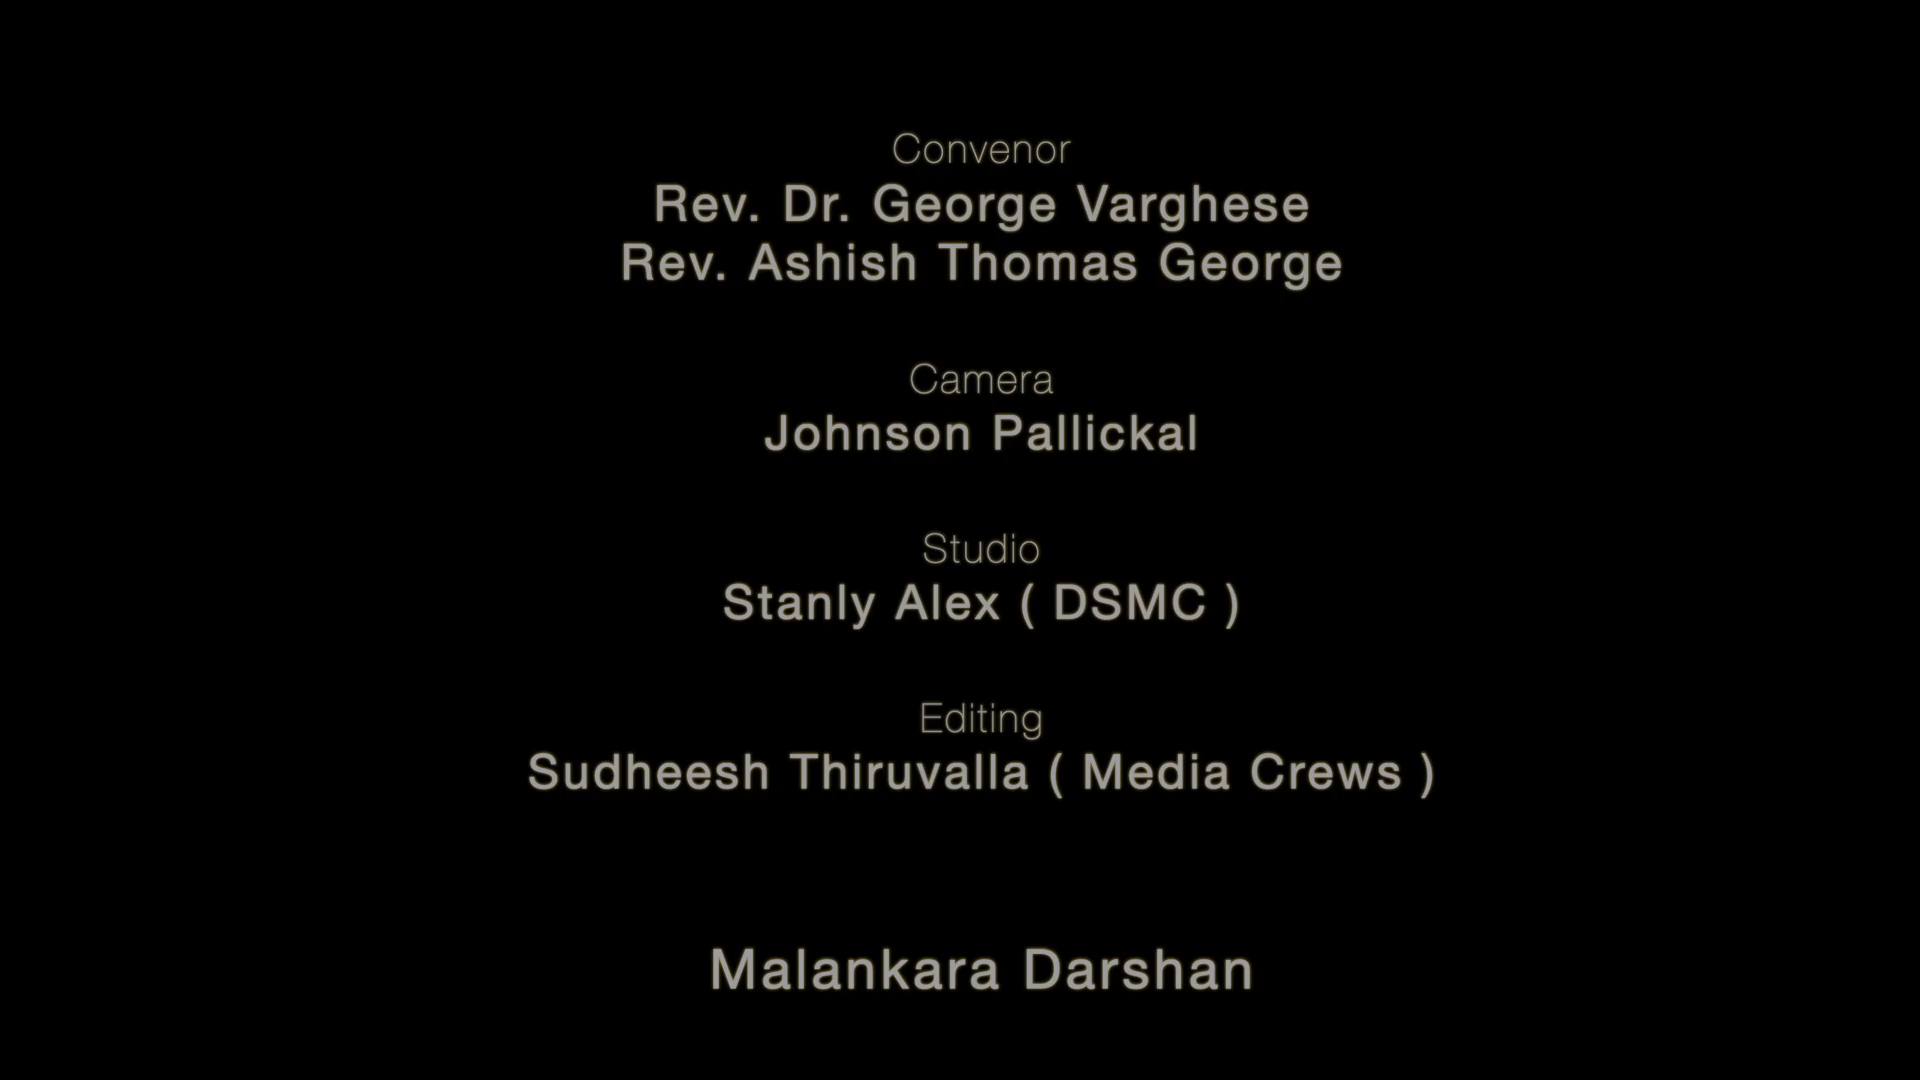 Convenor
Rev. Dr. George Varghese
Rev. Ashish Thomas George
Camera
Johnson Pallickal
Studio
Stanly Alex ( DSMC )
Editing
Sudheesh Thiruvalla ( Media Crews )
Malankara Darshan